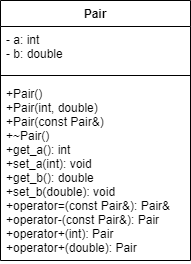 Pair
- a: int
- b: double
+Pair()
+Pair(int, double)
+Pair(const Pair&)
+~Pair()
+get_a(): int
+set_a(int): void
+get_b(): double
+set_b(double): void
+operator=(const Pair&): Pair&
+operator-(const Pair&): Pair
+operator+(int): Pair
+operator+(double): Pair